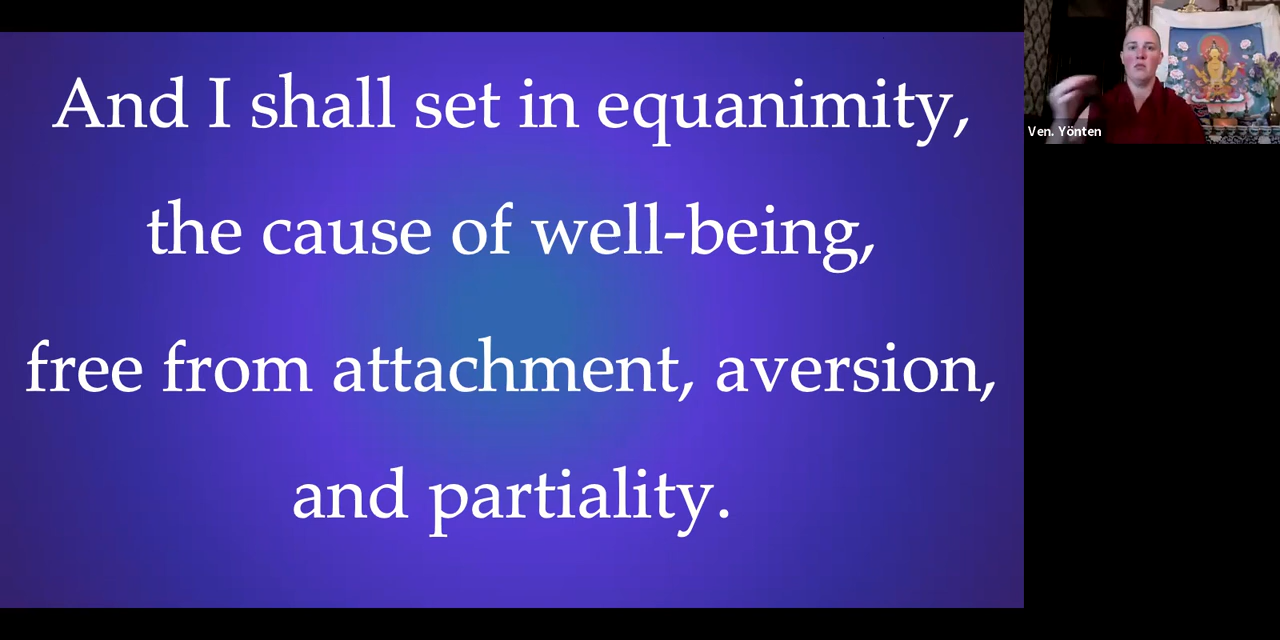 And I shall set in equanimity,
the cause of well-being,
free from attachment, aversion,
and partiality.
Ven. Yönten